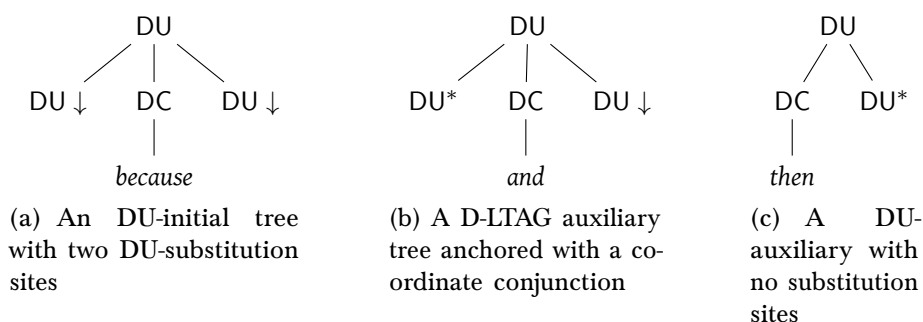 DU DU DU
DU ↓ DC DU ↓ DU* DC DU ↓ DC DU*
because and then
(a) An DU-initial tree
with two DU-substitution
sites
(b) A D-LTAG auxiliary
tree anchored with a co-
ordinate conjunction
(c) A DU-
auxiliary with
no substitution
sites